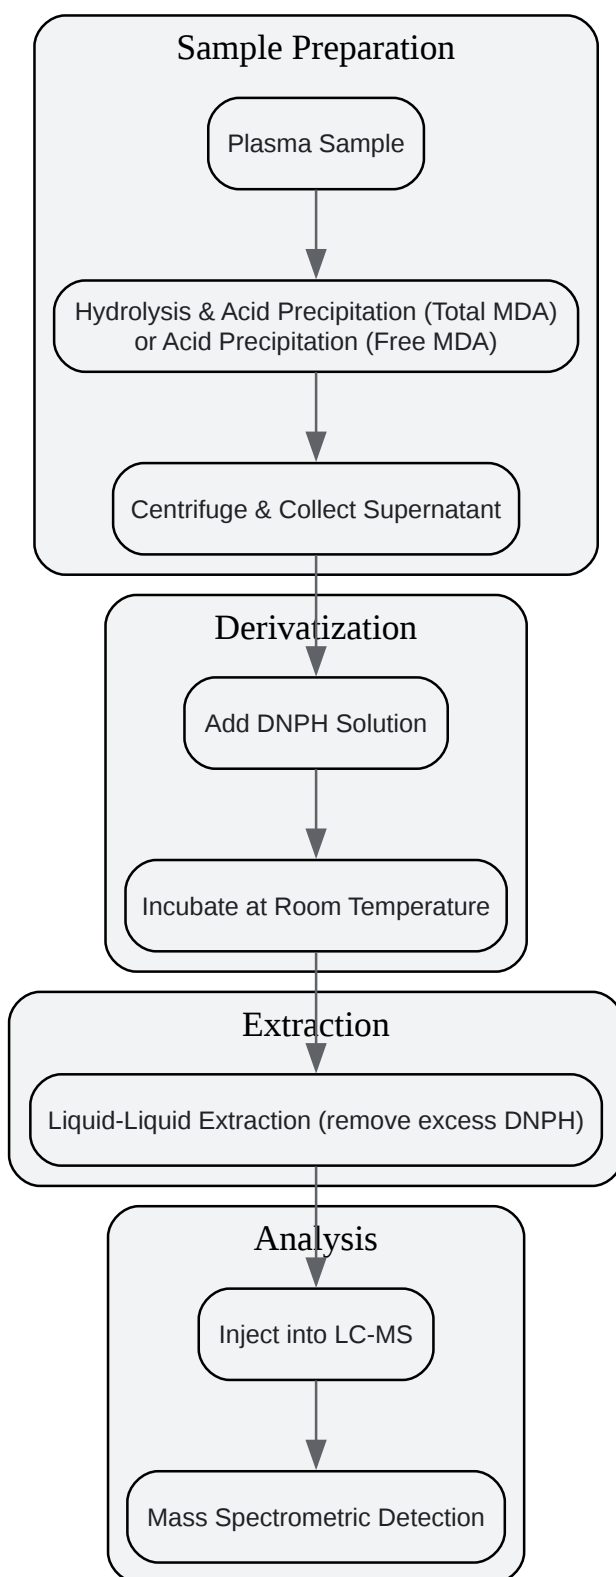 Sample Preparation
Plasma Sample
Hydrolysis & Acid Precipitation (Total MDA)
or Acid Precipitation (Free MDA)
Centrifuge & Collect Supernatant
Derivatization
Add DNPH Solution
Incubate at Room Temperature
Extraction
Liquid-Liquid Extraction (remove excess DNPH)
Analysis
Inject into LC-MS
Mass Spectrometric Detection